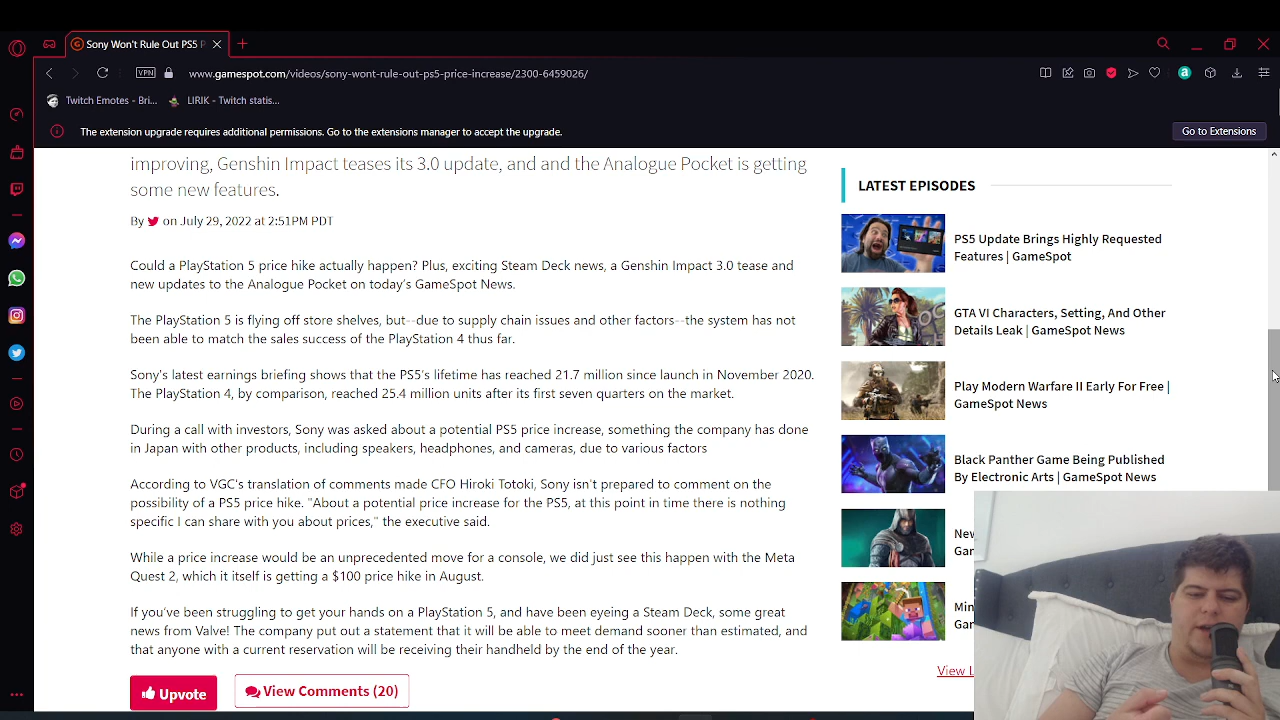 Sony Won't Rule Out PS5 P
VPN
www.gamespot.com/videos/sony-wont-rule-out-ps5-price-increase/2300-6459026/
Twitch Emotes - Bri...
LIRIK - Twitch statis...
The extension upgrade requires additional permissions. Go to the extensions manager to accept the upgrade.
Go to Extensions
improving, Genshin Impact teases its 3.0 update, and and the Analogue Pocket is getting
some new features.
By on July 29, 2022 at 2:51PM PDT
Could a PlayStation 5 price hike actually happen? Plus, exciting Steam Deck news, a Genshin Impact 3.0 tease and
new updates to the Analogue Pocket on today's GameSpot News.
The PlayStation 5 is flying off store shelves, but--due to supply chain issues and other factors--the system has not
been able to match the sales success of the PlayStation 4 thus far.
Sony's latest earnings briefing shows that the PS5's lifetime has reached 21.7 million since launch in November 2020.
The PlayStation 4, by comparison, reached 25.4 million units after its first seven quarters on the market.
During a call with investors, Sony was asked about a potential PS5 price increase, something the company has done
in Japan with other products, including speakers, headphones, and cameras, due to various factors
According to VGC's translation of comments made CFO Hiroki Totoki, Sony isn't prepared to comment on the
possibility of a PS5 price hike. "About a potential price increase for the PS5, at this point in time there is nothing
specific I can share with you about prices," the executive said.
While a price increase would be an unprecedented move for a console, we did just see this happen with the Meta
Quest 2, which it itself is getting a $100 price hike in August.
If you've been struggling to get your hands on a PlayStation 5, and have been eyeing a Steam Deck, some great
news from Valve! The company put out a statement that it will be able to meet demand sooner than estimated, and
that anyone with a current reservation will be receiving their handheld by the end of the year.
Upvote
View Comments (20)
LATEST EPISODES
PS5 Update Brings Highly Requested
Features | GameSpot
GTA VI Characters, Setting, And Other
Details Leak | GameSpot News
Play Modern Warfare II Early For Free |
GameSpot News
Black Panther Game Being Published
By Electronic Arts | GameSpot News
New
Gam
Min
Gam
View L